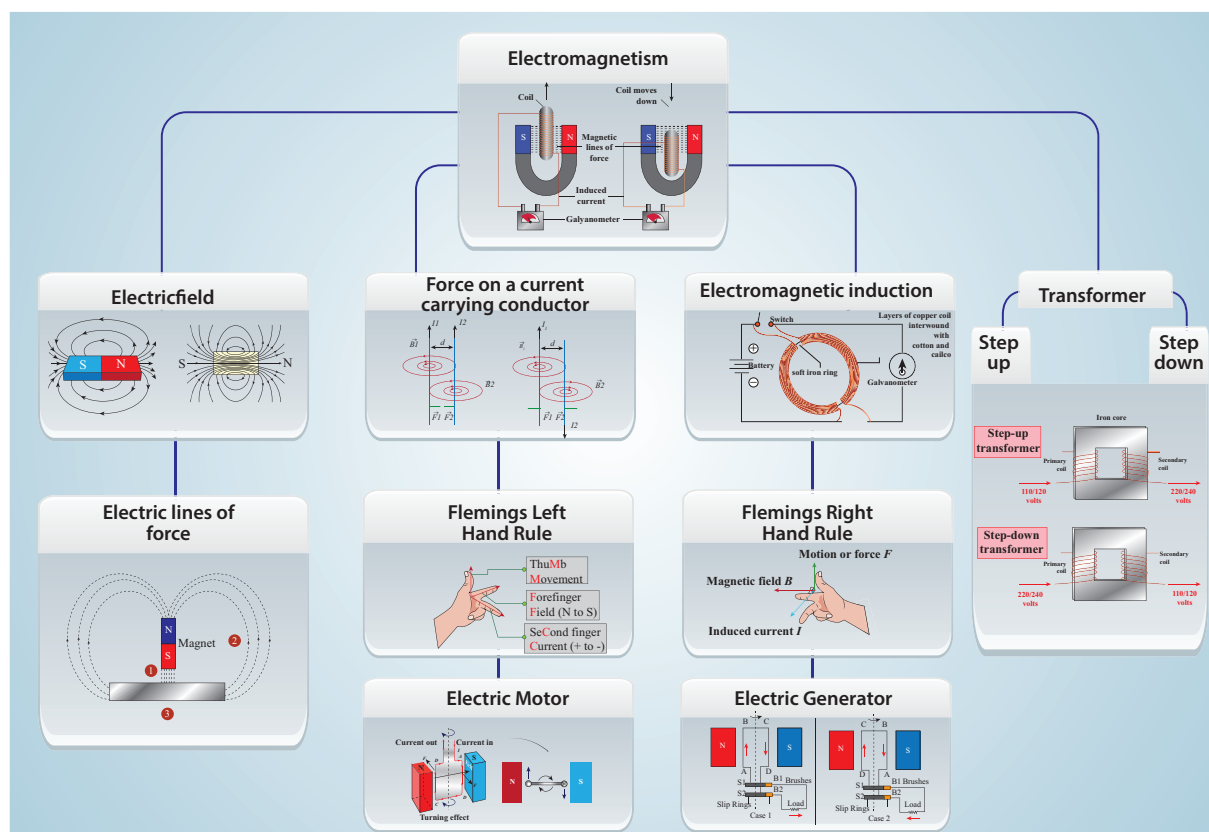 Electromagnetism
Coil
Coil moves
down
S
N
S
N
Magnetic
lines of
force
Induced
current
Galyanometer
Electricfield
S
N
S
N
Force on a current
carrying conductor
I1
I2
d
B1
B2
F1
F2
d
B2
F1
F2
I2
Electromagnetic induction
Switch
Layers of copper coil
interwound
with
cotton and
cailco
Battery
soft iron ring
Galvanometer
Transformer
Step
up
Step
down
Iron core
Step-up
transformer
Primary
coil
Secondary
coil
110/120
volts
220/240
volts
Step-down
transformer
Primary
coil
Secondary
coil
220/240
volts
110/120
volts
Electric lines of
force
N
S
Magnet
1
2
3
Flemings Left
Hand Rule
ThuMb
Movement
Forefinger
Field (N to S)
SeCond finger
Current (+ to -)
Flemings Right
Hand Rule
Motion or force F
Magnetic field B
Induced current I
Electric Motor
Current out
Current in
N
S
Turning effect
N
S
Electric Generator
B C
N
S
A D
S1
B1 Brushes
S2
B2
Slip Rings
Load
Case 1
C B
N
S
D A
S1
B1 Brushes
S2
B2
Slip Rings
Load
Case 2